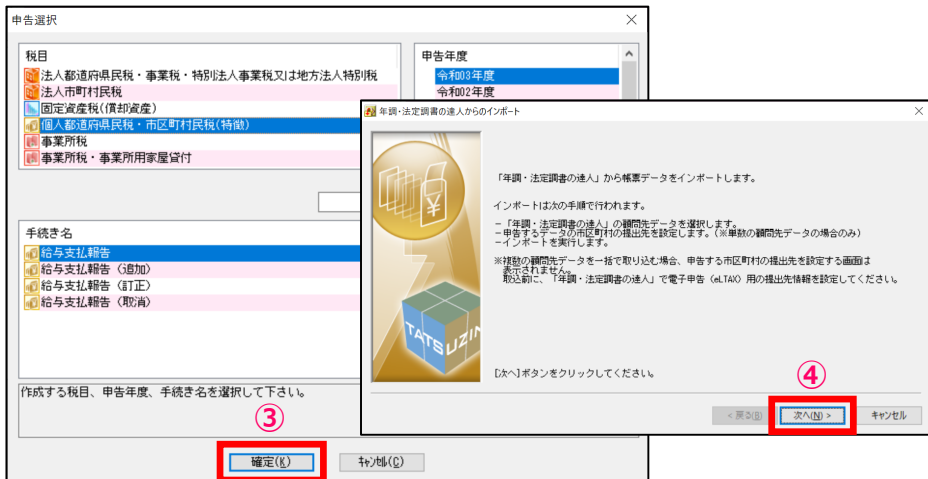 申告選択
税目
法人都道府県民税・事業税・特別法人事業税又は地方法人特別税
法人市町村民税
固定資産税(償却資産)
個人都道府県民税・市区町村民税(特徴)
事業所税
事業所税・事業所用家屋貸付
申告年度
令和03年度
令和02年度
手続き名
給与支払報告
給与支払報告（追加）
給与支払報告（訂正）
給与支払報告（取消）
作成する税目、申告年度、手続き名を選択して下さい。
③
確定(K)
ｷｬﾝｾﾙ(C)
年調・法定調書の達人からのインポート
「年調・法定調書の達人」から帳票データをインポートします。
インポートは次の手順で行われます。
－「年調・法定調書の達人」の顧問先データを選択します。
－申告するデータの市区町村の提出先を設定します。(※単数の顧問先データの場合のみ)
－インポートを実行します。
※複数の顧問先データを一括で取り込む場合、申告する市区町村の提出先を設定する画面は
表示されません。
取込前に、「年調・法定調書の達人」で電子申告（eLTAX）用の提出先情報を設定してください。
TATSUZIN
[次へ]ボタンをクリックしてください。
④
< 戻る(B)
次へ(N) >
キャンセル